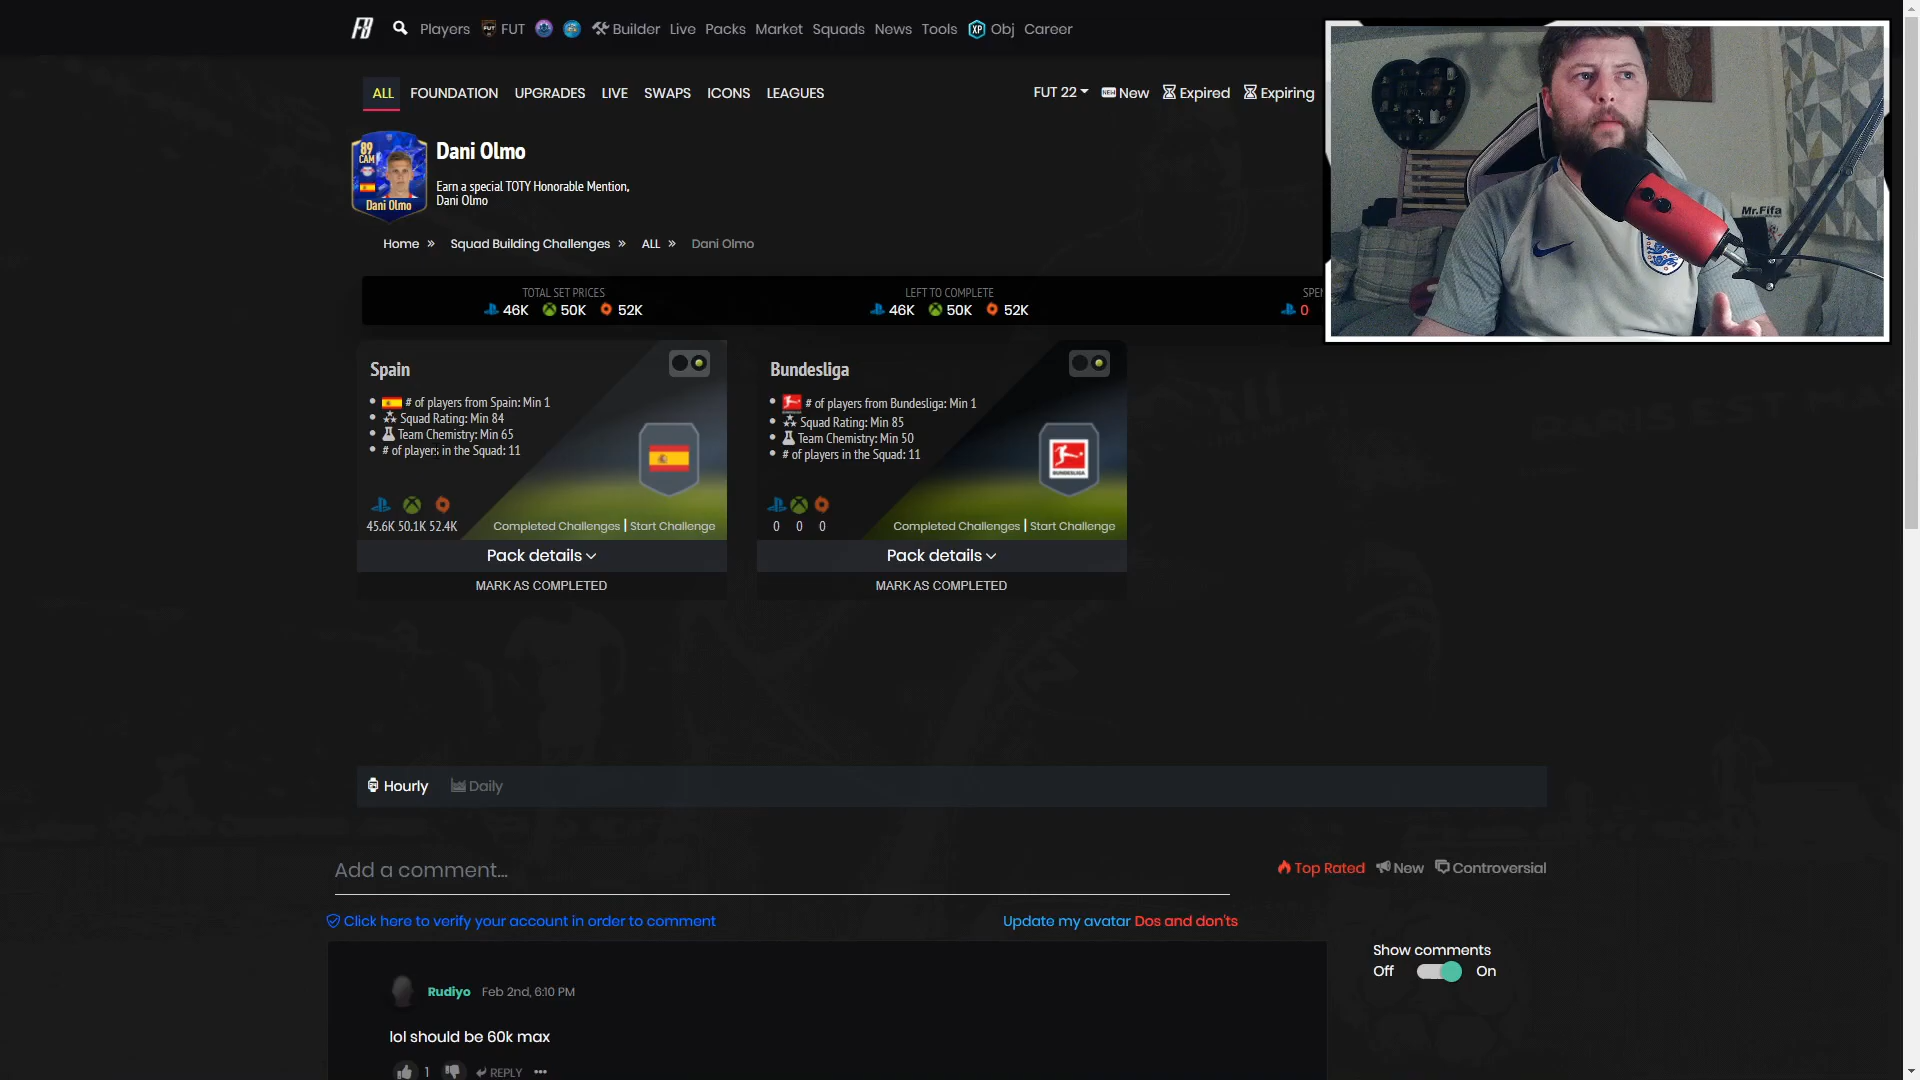 FB Players FUT Builder Live Packs Market Squads News Tools XP Obj Career
ALL FOUNDATION UPGRADES LIVE SWAPS ICONS LEAGUES FUT 22 NEW New Expired Expiring
89
CAM
Dani Olmo
Dani Olmo
Earn a special TOTY Honorable Mention,
Dani Olmo
Mr.Fifa
Home » Squad Building Challenges » ALL » Dani Olmo
TOTAL SET PRICES LEFT TO COMPLETE SPE
46K 50K 52K 46K 50K 52K 0
Spain
# of players from Spain: Min 1
Squad Rating: Min 84
Team Chemistry: Min 65
# of players in the Squad: 11
45.6K 50.1K 52.4K Completed Challenges | Start Challenge
Pack details
MARK AS COMPLETED
Bundesliga
# of players from Bundesliga: Min 1
Squad Rating: Min 85
Team Chemistry: Min 50
# of players in the Squad: 11
BUNDESLIGA
0 0 0 Completed Challenges | Start Challenge
Pack details
MARK AS COMPLETED
Hourly Daily
Add a comment... Top Rated New Controversial
Click here to verify your account in order to comment Update my avatar Dos and don'ts
Show comments
Off On
Rudiyo Feb 2nd, 6:10 PM
lol should be 60k max
1 REPLY •••